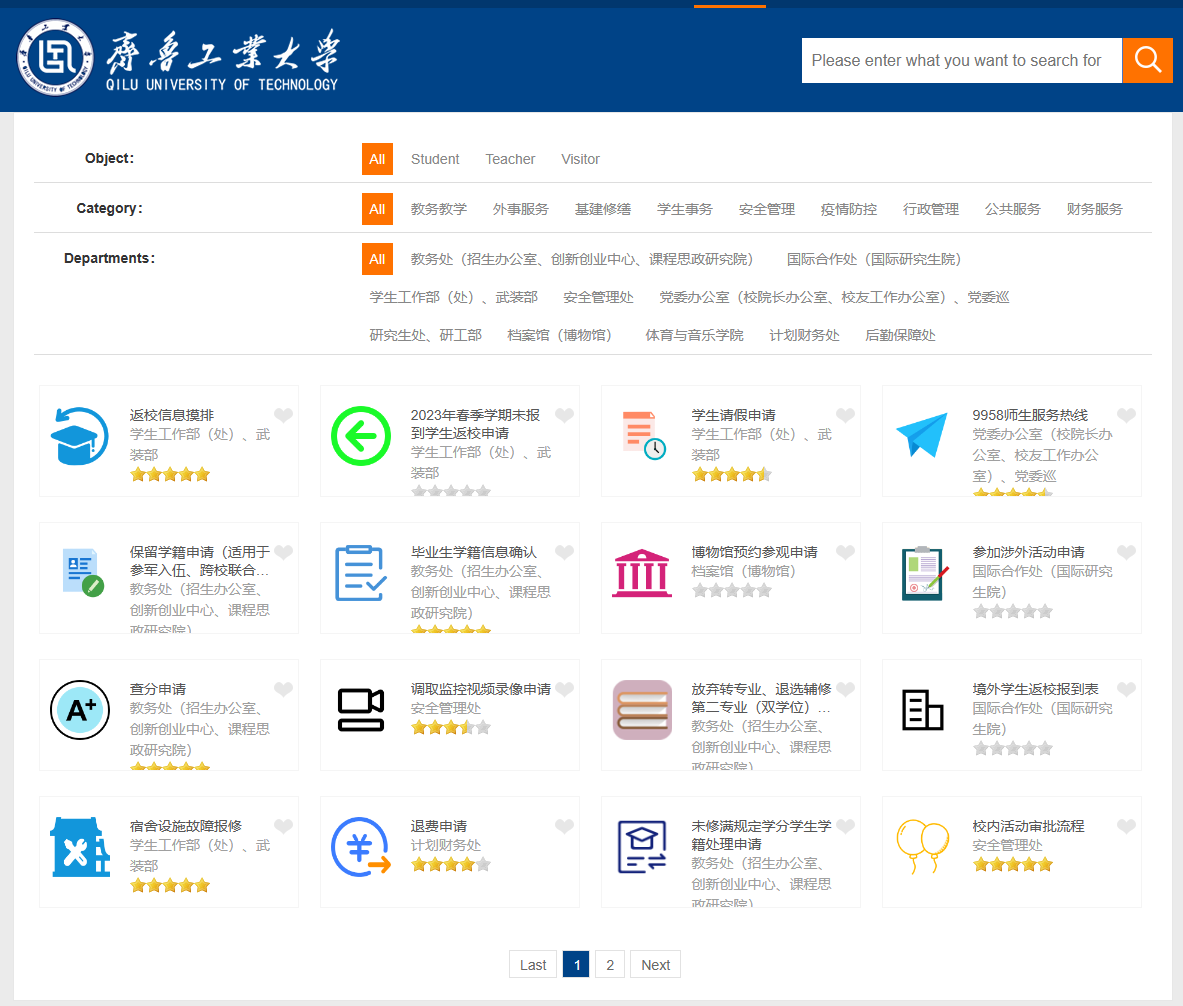 齊魯工業大学
QILU UNIVERSITY OF TECHNOLOGY
Please enter what you want to search for
Object:
All Student Teacher Visitor
Category:
All 教务教学 外事服务 基建修缮 学生事务 安全管理 疫情防控 行政管理 公共服务 财务服务
Departments:
All 教务处（招生办公室、创新创业中心、课程思政研究院） 国际合作处（国际研究生院）
学生工作部（处）、武装部 安全管理处 党委办公室（校院长办公室、校友工作办公室）、党委巡
研究生处、研工部 档案馆（博物馆） 体育与音乐学院 计划财务处 后勤保障处
返校信息摸排
学生工作部（处）、武
装部
2023年春季学期未报
到学生返校申请
学生工作部（处）、武
装部
学生请假申请
学生工作部（处）、武
装部
9958师生服务热线
党委办公室（校院长办
公室、校友工作办公
室）、党委巡
保留学籍申请（适用于
参军入伍、跨校联合...
教务处（招生办公室、
创新创业中心、课程思
政研究院）
毕业生学籍信息确认
教务处（招生办公室、
创新创业中心、课程思
政研究院）
博物馆预约参观申请
档案馆（博物馆）
参加涉外活动申请
国际合作处（国际研究
生院）
A+
查分申请
教务处（招生办公室、
创新创业中心、课程思
政研究院）
调取监控视频录像申请
安全管理处
放弃转专业、退选辅修
第二专业（双学位）...
教务处（招生办公室、
创新创业中心、课程思
政研究院）
境外学生返校报到表
国际合作处（国际研究
生院）
宿舍设施故障报修
学生工作部（处）、武
装部
退费申请
计划财务处
未修满规定学分学生学
籍处理申请
教务处（招生办公室、
创新创业中心、课程思
政研究院）
校内活动审批流程
安全管理处
Last 1 2 Next